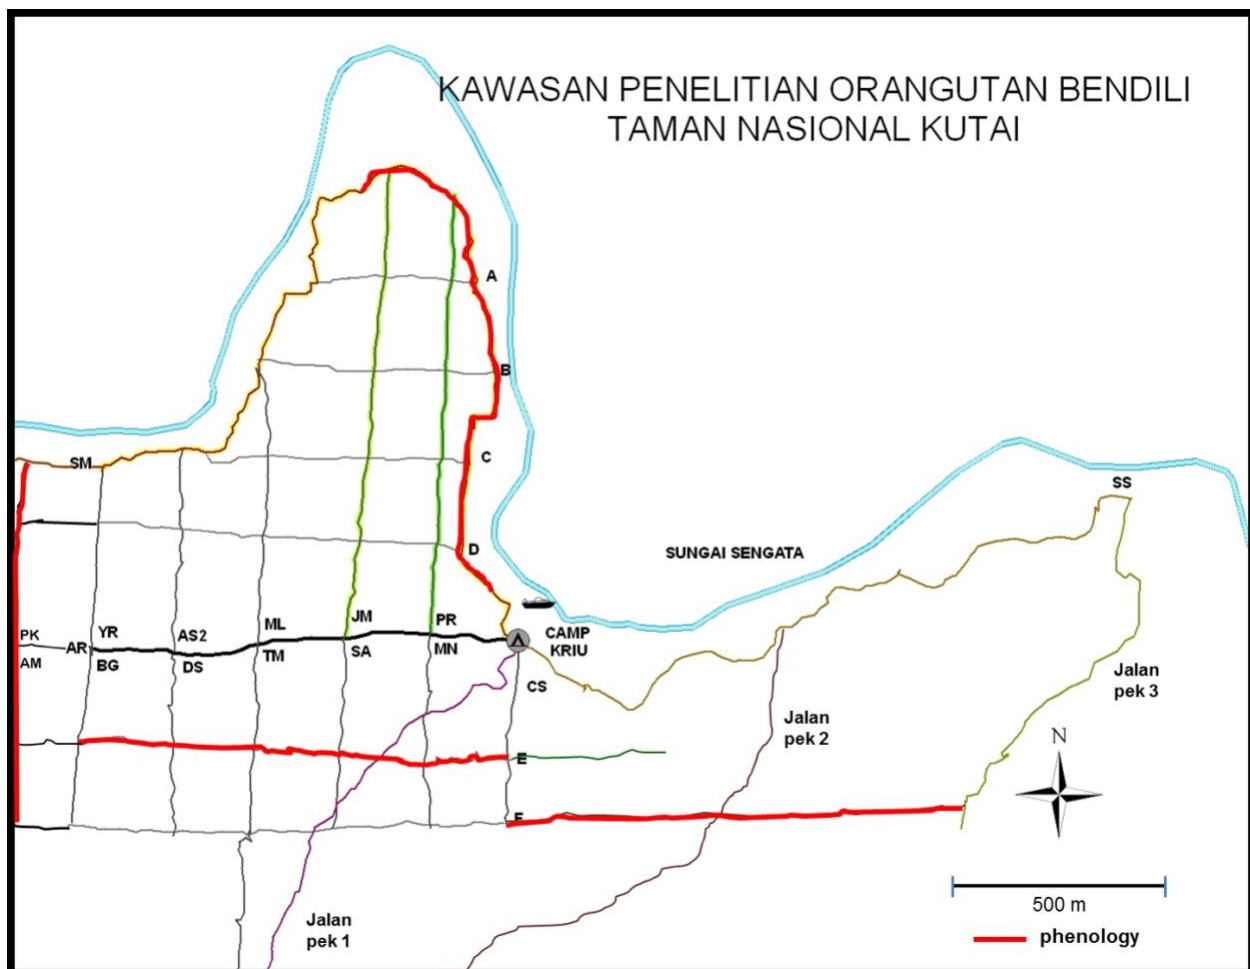 KAWASAN PENELITIAN ORANGUTAN BENDILI
TAMAN NASIONAL KUTAI
A
B
C
SM
SS
D
SUNGAI SENGATA
PK
YR
AS2
ML
JM
PR
CAMP
KRIU
AR
AM
BG
DS
TM
SA
MN
CS
Jalan
pek 3
Jalan
pek 2
N
E
F
500 m
Jalan
pek 1
phenology